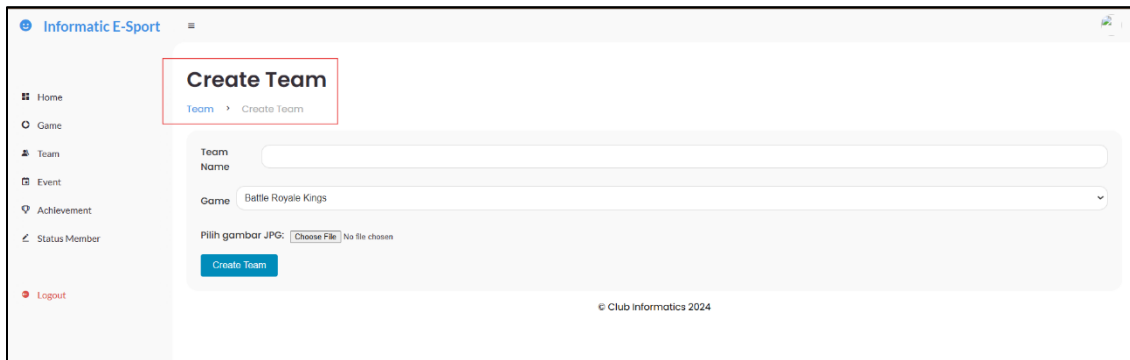 Informatic E-Sport
Home
Game
Team
Event
Achievement
Status Member
Logout
Create Team
Team > Create Team
Team
Name
Game Battle Royale Kings
Pilih gambar JPG: Choose File No file chosen
Create Team
© Club Informatics 2024